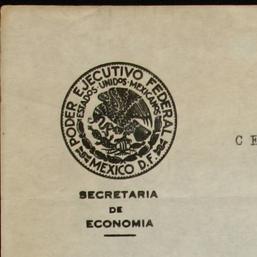 PODER EJECUTIVO FEDERAL
ESTADOS·UNIDOS·MEXICANOS
MEXICO D.F.
SECRETARIA
DE
ECONOMIA
C E